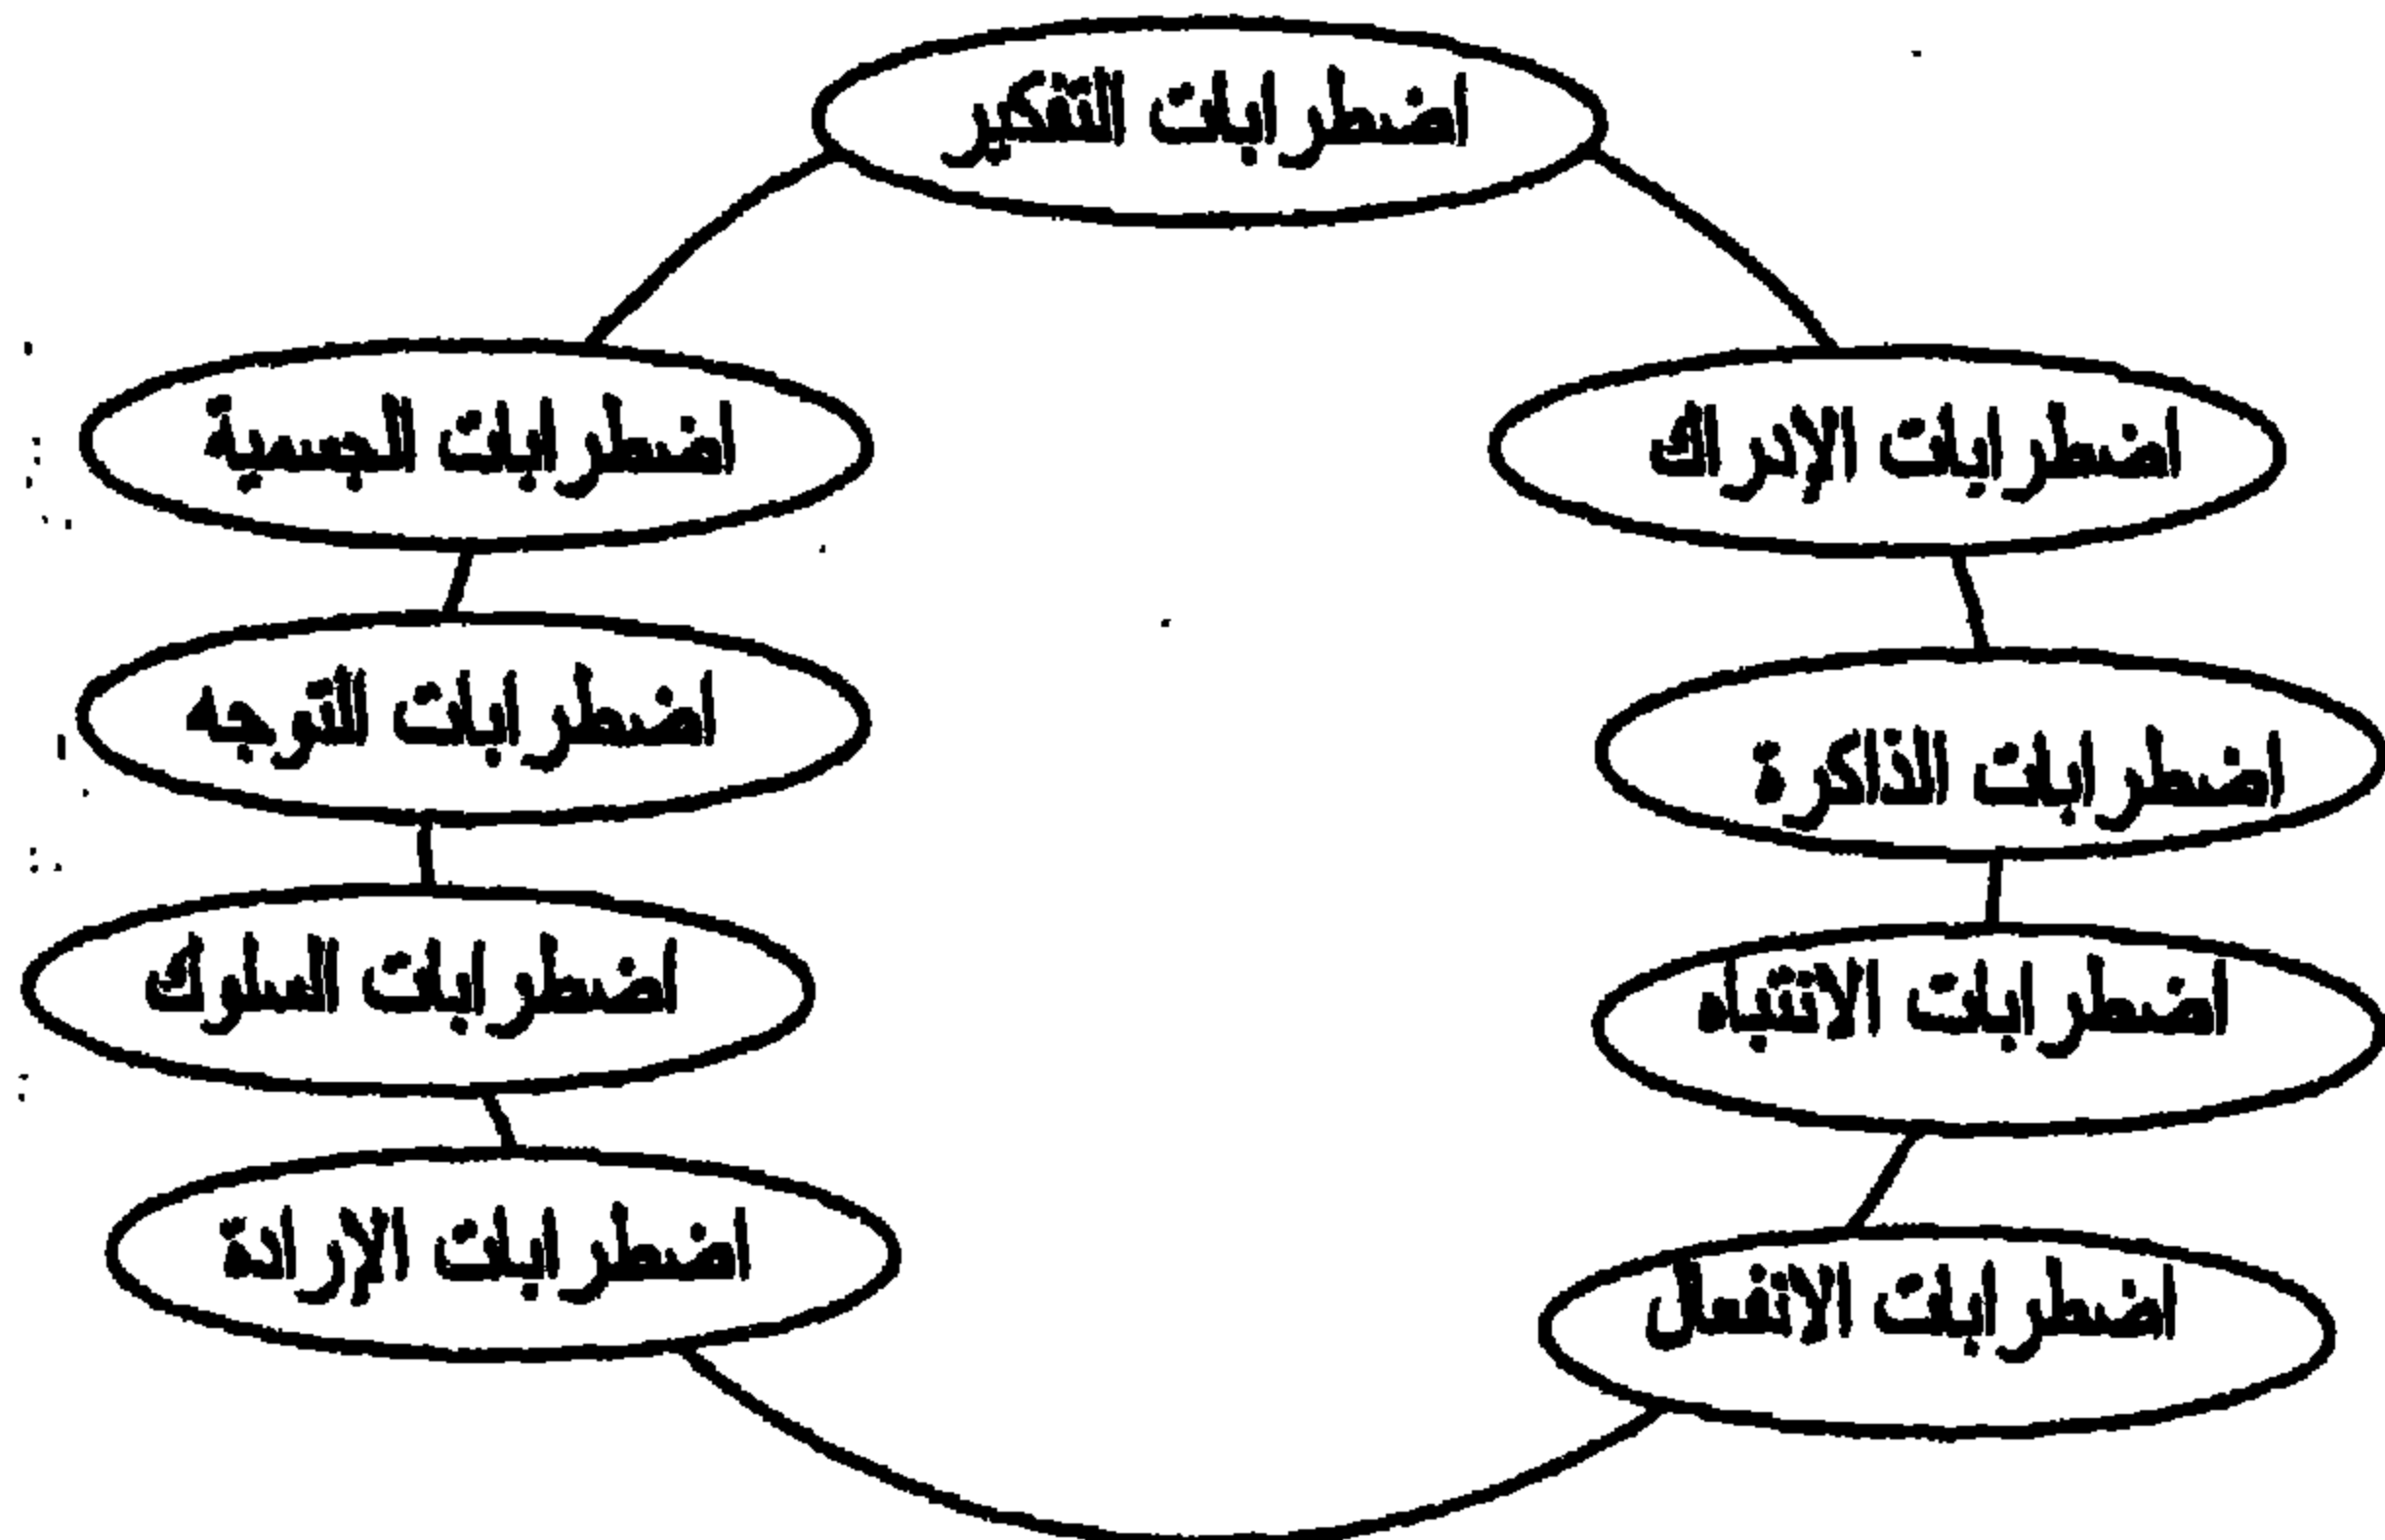 اضطرابات التفكير
اضطرابات الإدراك
اضطرابات الجسمية
اضطرابات الذاكرة
اضطرابات التوجه
اضطرابات الانتباه
اضطرابات السلوك
اضطرابات الانفعال
اضطرابات الإرادة